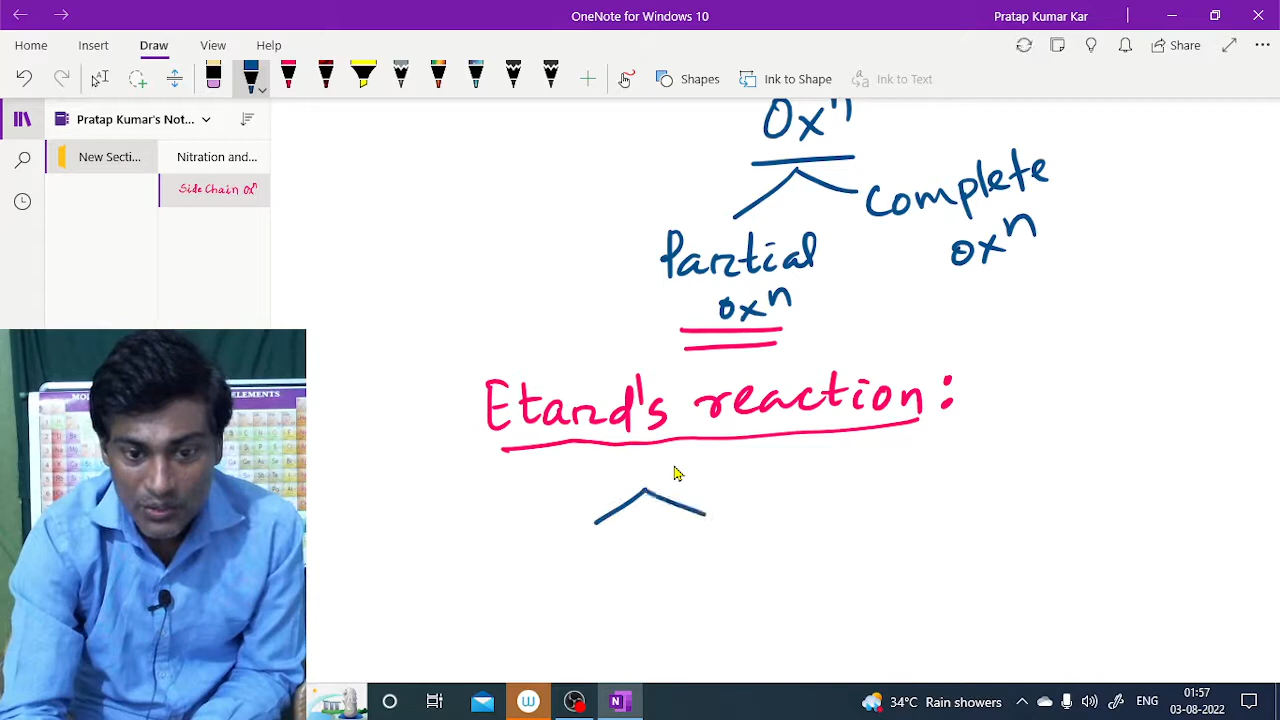 OneNote for Windows 10
Pratap Kumar Kar
Home Insert Draw View Help
Share
Shapes
Ink to Shape
Ink to Text
Pratap Kumar's Not...
New Secti...
Nitration and...
Side Chain Oxⁿ
Oxⁿ
Complete
oxⁿ
Partial
oxⁿ
Etard's reaction:
ELEMENTS
34°C Rain showers
ENG
01:57
03-08-2022